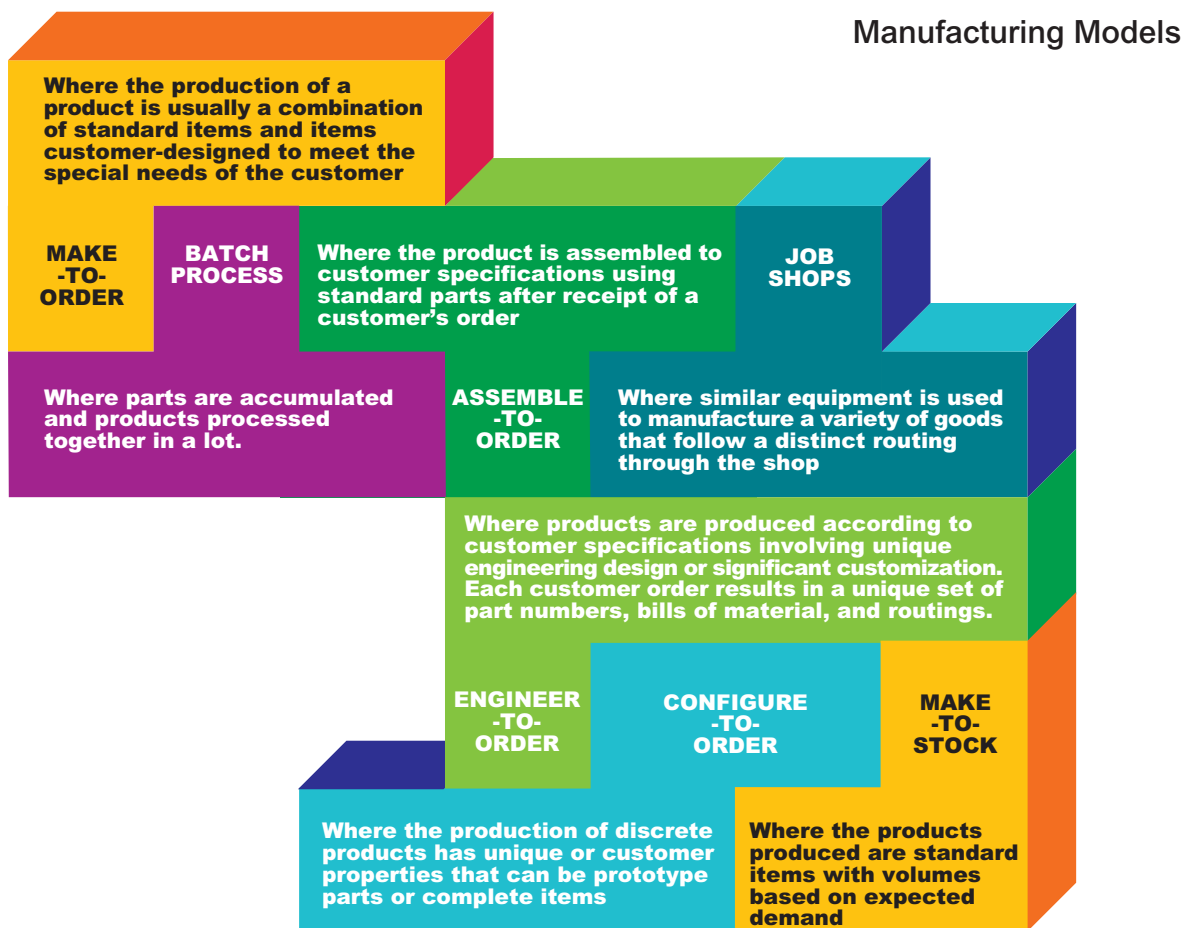 Manufacturing Models
Where the production of a
product is usually a combination
of standard items and items
customer-designed to meet the
special needs of the customer
MAKE
-TO-
ORDER
BATCH
PROCESS
Where the product is assembled to
customer specifications using
standard parts after receipt of a
customer’s order
JOB
SHOPS
Where parts are accumulated
and products processed
together in a lot.
ASSEMBLE
-TO-
ORDER
Where similar equipment is used
to manufacture a variety of goods
that follow a distinct routing
through the shop
Where products are produced according to
customer specifications involving unique
engineering design or significant customization.
Each customer order results in a unique set of
part numbers, bills of material, and routings.
ENGINEER
-TO-
ORDER
CONFIGURE
-TO-
ORDER
MAKE
-TO-
STOCK
Where the production of discrete
products has unique or customer
properties that can be prototype
parts or complete items
Where the products
produced are standard
items with volumes
based on expected
demand